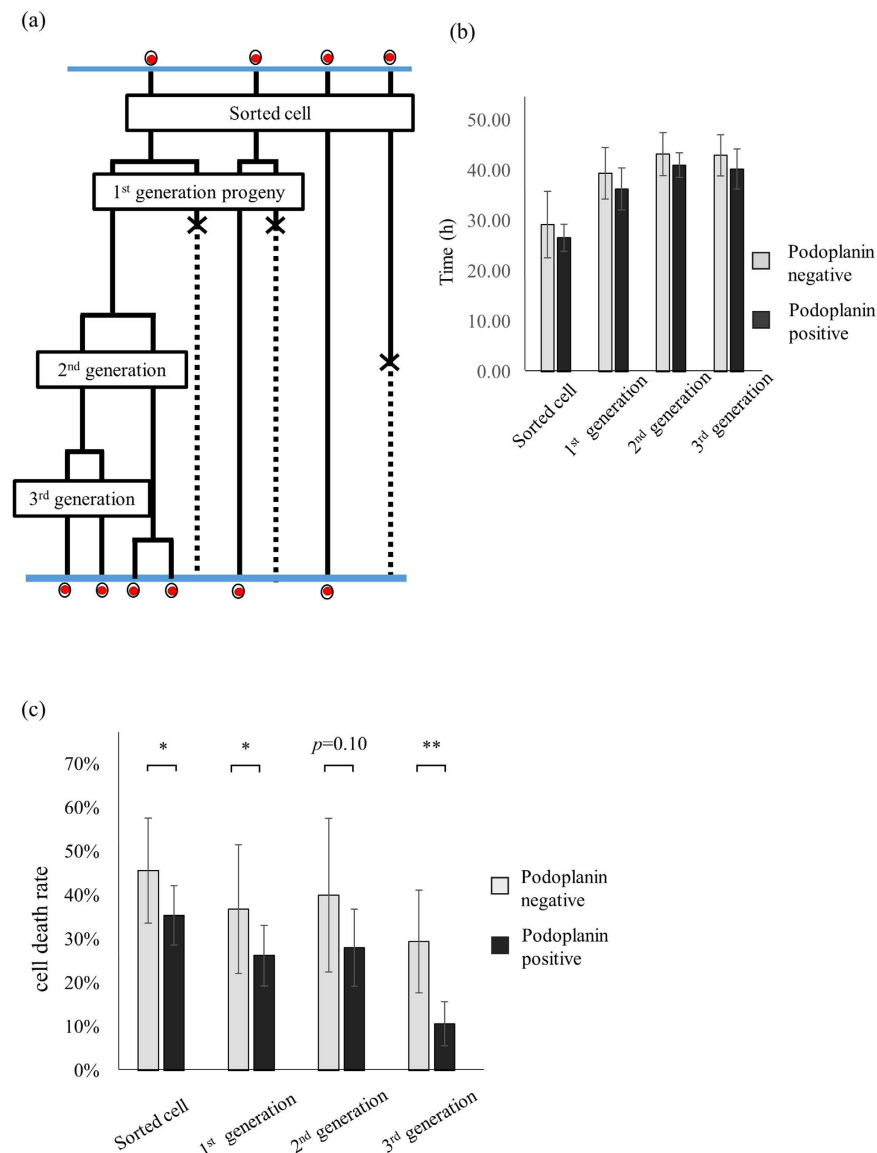 (a)
Sorted cell
1st generation progeny
2nd generation
3rd generation
(b)
Time (h)
50.00
40.00
30.00
20.00
10.00
0.00
Sorted cell
1st generation
2nd generation
3rd generation
Podoplanin
negative
Podoplanin
positive
(c)
cell death rate
70%
60%
50%
40%
30%
20%
10%
0%
*
*
p=0.10
**
Sorted cell
1st generation
2nd generation
3rd generation
Podoplanin
negative
Podoplanin
positive